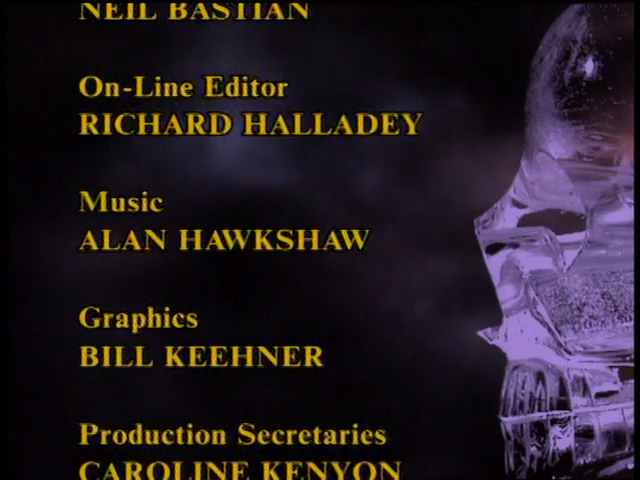 NEIL BASTIAN
On-Line Editor
RICHARD HALLADEY
Music
ALAN HAWKSHAW
Graphics
BILL KEEHNER
Production Secretaries
CAROLINE KENYON